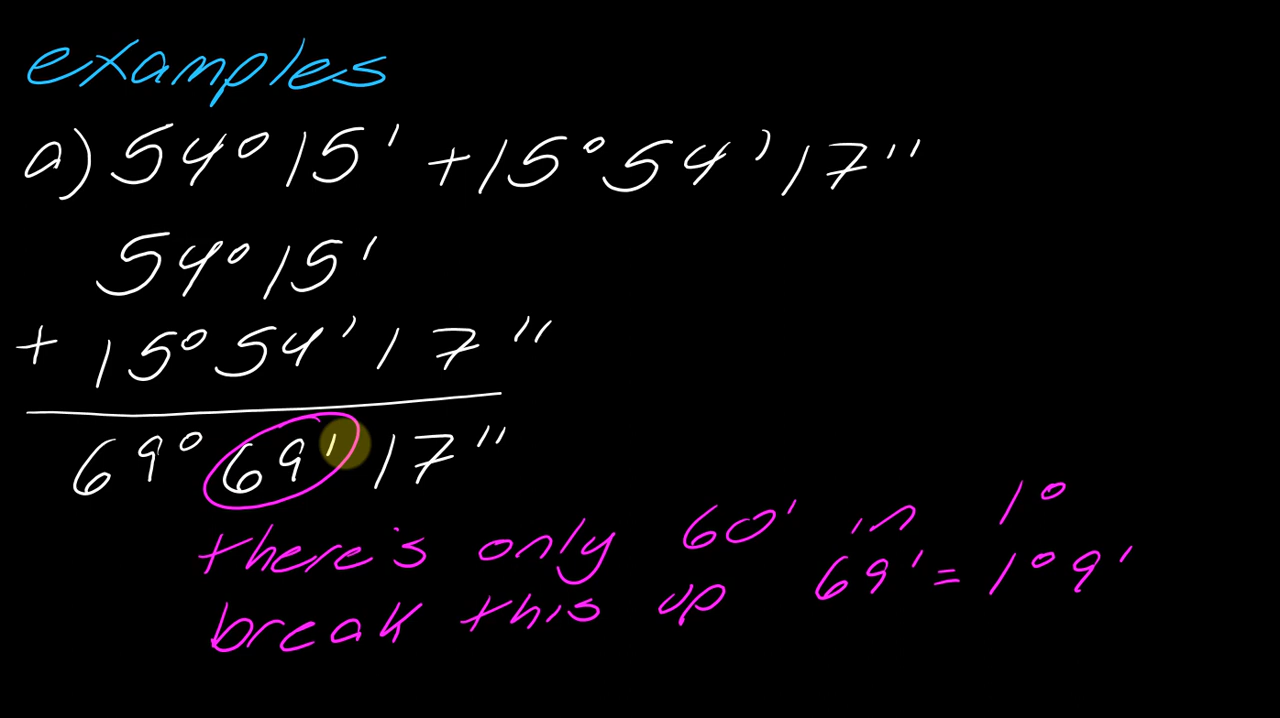 examples
a) 54° 15' + 15° 54' 17"
54° 15'
+ 15° 54' 17"
69° 69' 17"
there's only 60' in 1°
break this up 69' = 1° 9'